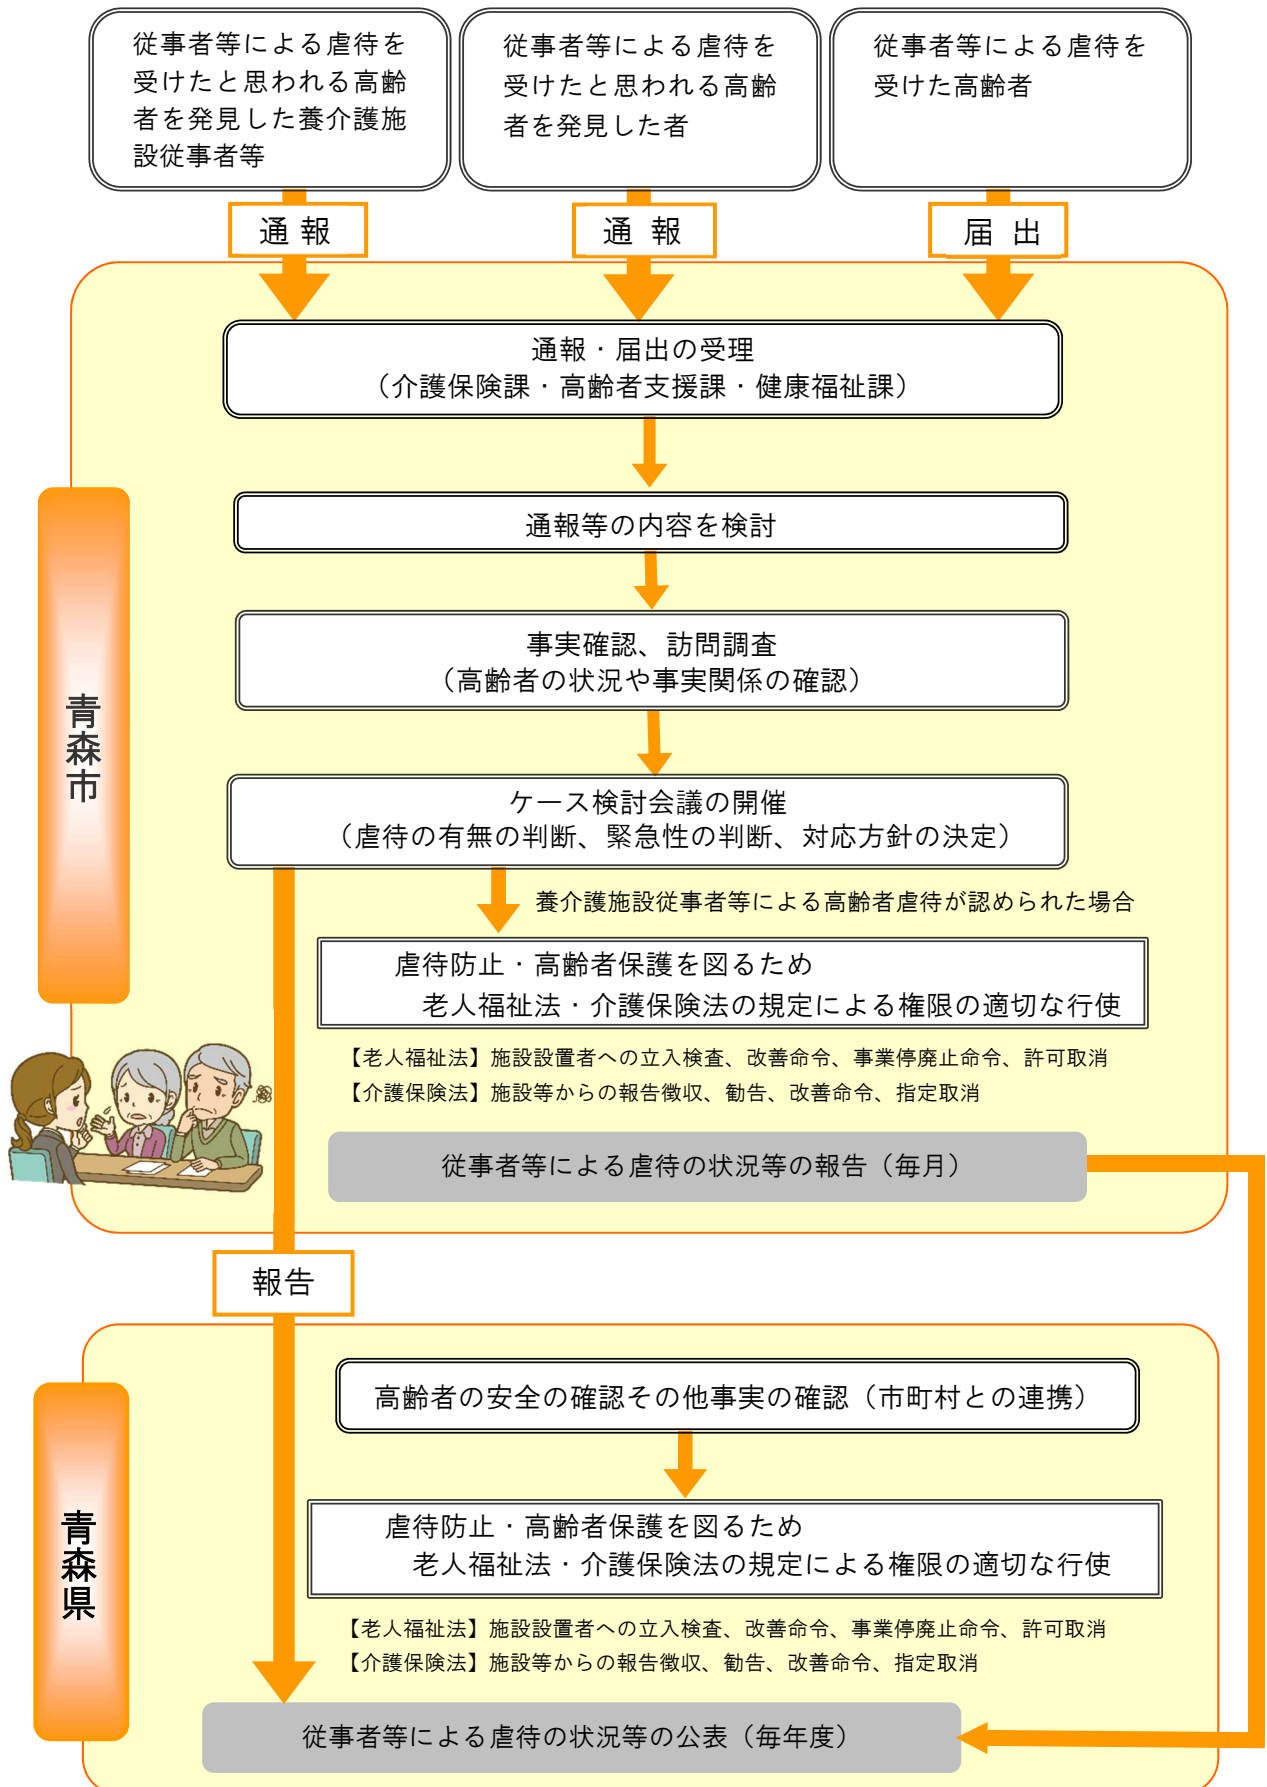 従事者等による虐待を
受けたと思われる高齢
者を発見した養介護施
設従事者等
従事者等による虐待を
受けたと思われる高齢
者を発見した者
従事者等による虐待を
受けた高齢者
通報
通報
届出
通報・届出の受理
（介護保険課・高齢者支援課・健康福祉課）
通報等の内容を検討
事実確認、訪問調査
（高齢者の状況や事実関係の確認）
青森市
ケース検討会議の開催
（虐待の有無の判断、緊急性の判断、対応方針の決定）
養介護施設従事者等による高齢者虐待が認められた場合
虐待防止・高齢者保護を図るため
老人福祉法・介護保険法の規定による権限の適切な行使
【老人福祉法】施設設置者への立入検査、改善命令、事業停廃止命令、許可取消
【介護保険法】施設等からの報告徴収、勧告、改善命令、指定取消
従事者等による虐待の状況等の報告（毎月）
報告
高齢者の安全の確認その他事実の確認（市町村との連携）
青森県
虐待防止・高齢者保護を図るため
老人福祉法・介護保険法の規定による権限の適切な行使
【老人福祉法】施設設置者への立入検査、改善命令、事業停廃止命令、許可取消
【介護保険法】施設等からの報告徴収、勧告、改善命令、指定取消
従事者等による虐待の状況等の公表（毎年度）